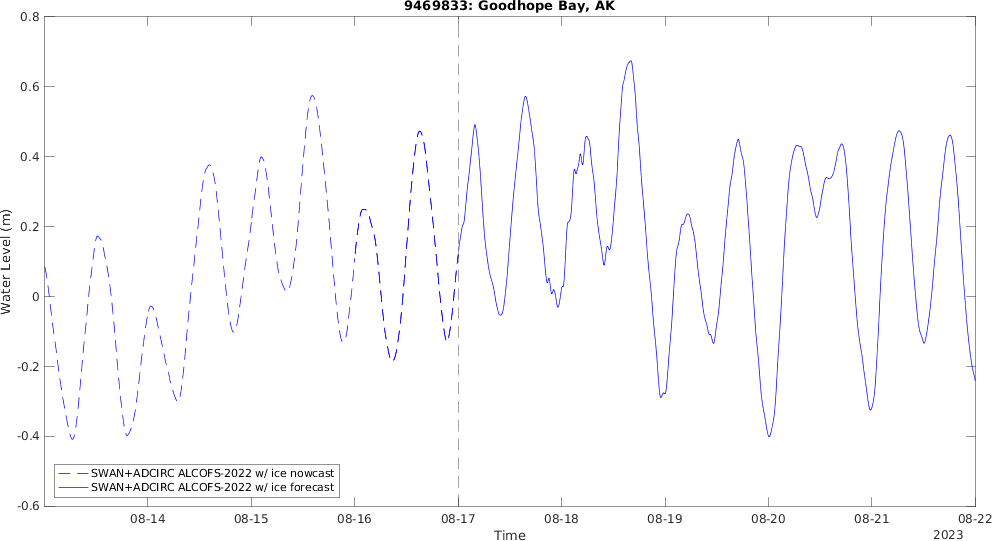 9469833: Goodhope Bay, AK
Water Level (m)
0.8
0.6
0.4
0.2
0
-0.2
-0.4
-0.6
SWAN+ADCIRC ALCOFS-2022 w/ ice nowcast
SWAN+ADCIRC ALCOFS-2022 w/ ice forecast
08-14 08-15 08-16 08-17 08-18 08-19 08-20 08-21 08-22
Time
2023